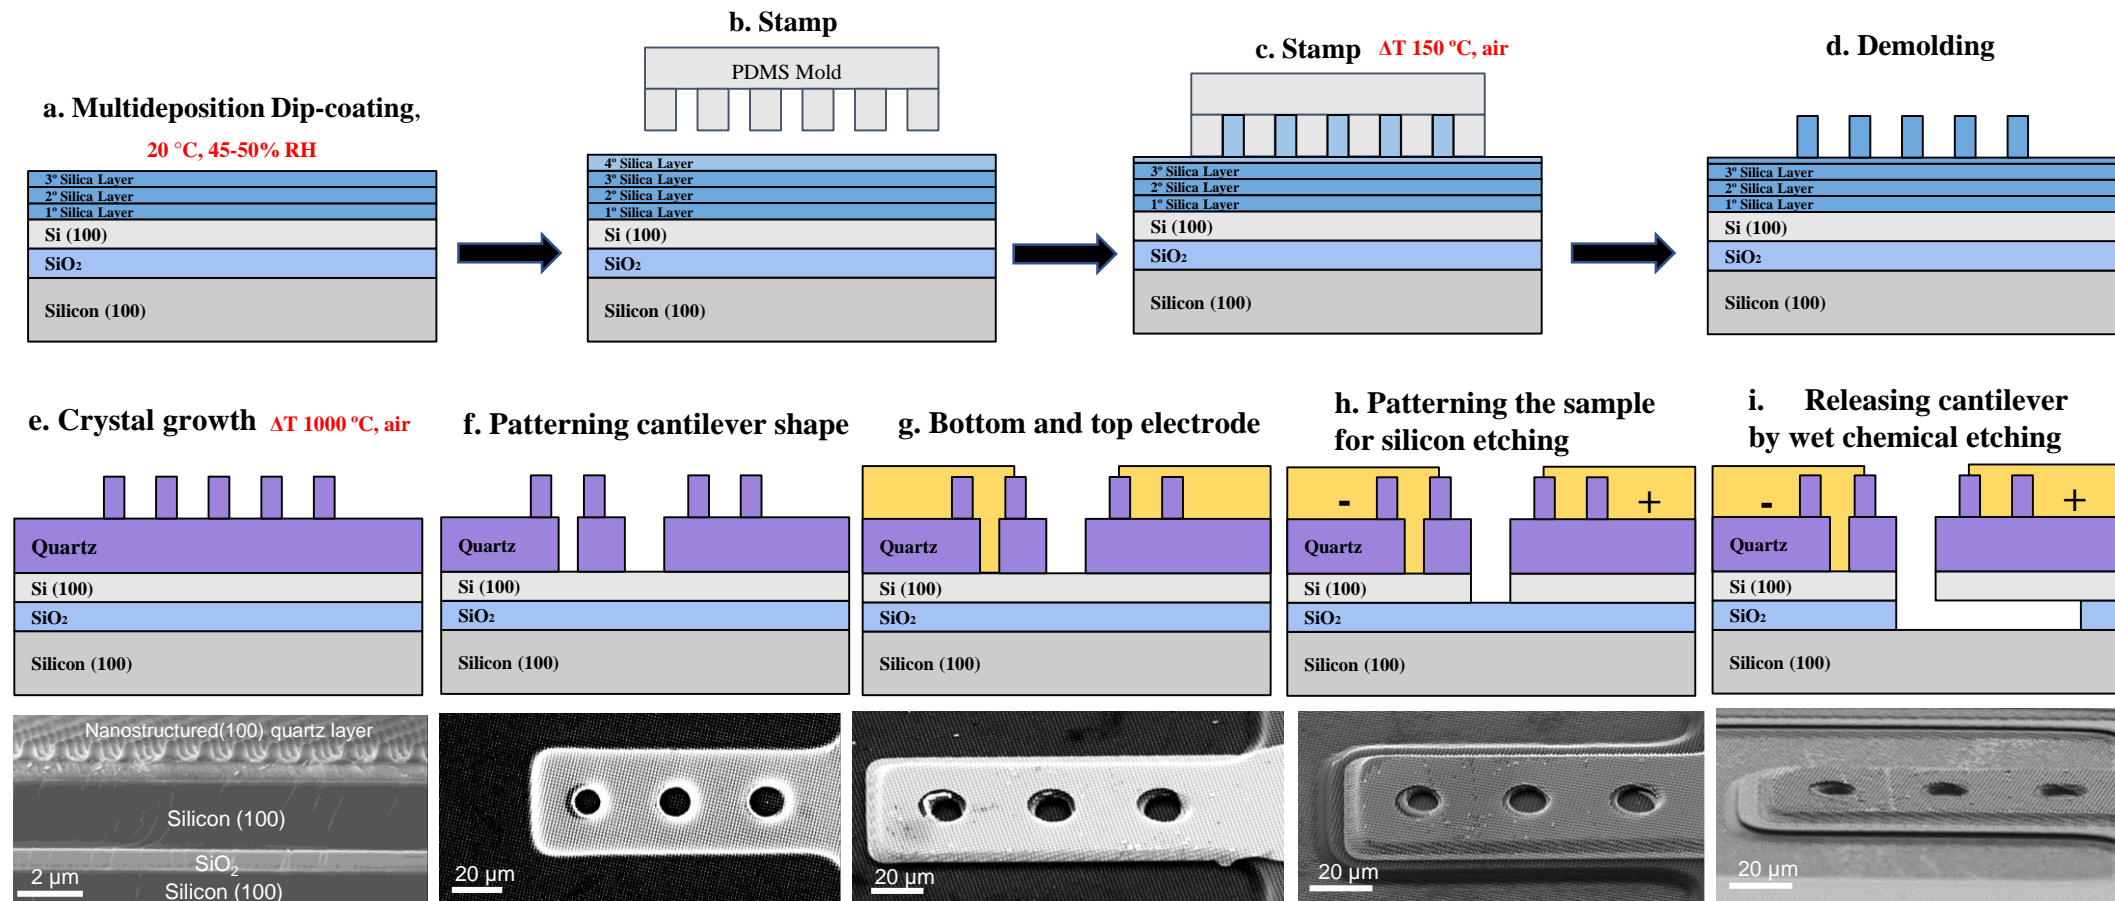 b. Stamp
PDMS Mold
c. Stamp ΔT 150 ºC, air
d. Demolding
a. Multideposition Dip-coating,
20 °C, 45-50% RH
3º Silica Layer
2º Silica Layer
1º Silica Layer
Si (100)
SiO₂
Silicon (100)
4º Silica Layer
3º Silica Layer
2º Silica Layer
1º Silica Layer
Si (100)
SiO₂
Silicon (100)
3º Silica Layer
2º Silica Layer
1º Silica Layer
Si (100)
SiO₂
Silicon (100)
3º Silica Layer
2º Silica Layer
1º Silica Layer
Si (100)
SiO₂
Silicon (100)
e. Crystal growth ΔT 1000 ºC, air
f. Patterning cantilever shape
g. Bottom and top electrode
h. Patterning the sample
for silicon etching
i. Releasing cantilever
by wet chemical etching
Quartz
Si (100)
SiO₂
Silicon (100)
Quartz
Si (100)
SiO₂
Silicon (100)
Quartz
Si (100)
SiO₂
Silicon (100)
- +
Quartz
Si (100)
SiO₂
Silicon (100)
- +
Quartz
Si (100)
SiO₂
Silicon (100)
Nanostructured(100) quartz layer
Silicon (100)
SiO₂
2 µm
Silicon (100)
20 µm
20 µm
20 µm
20 µm